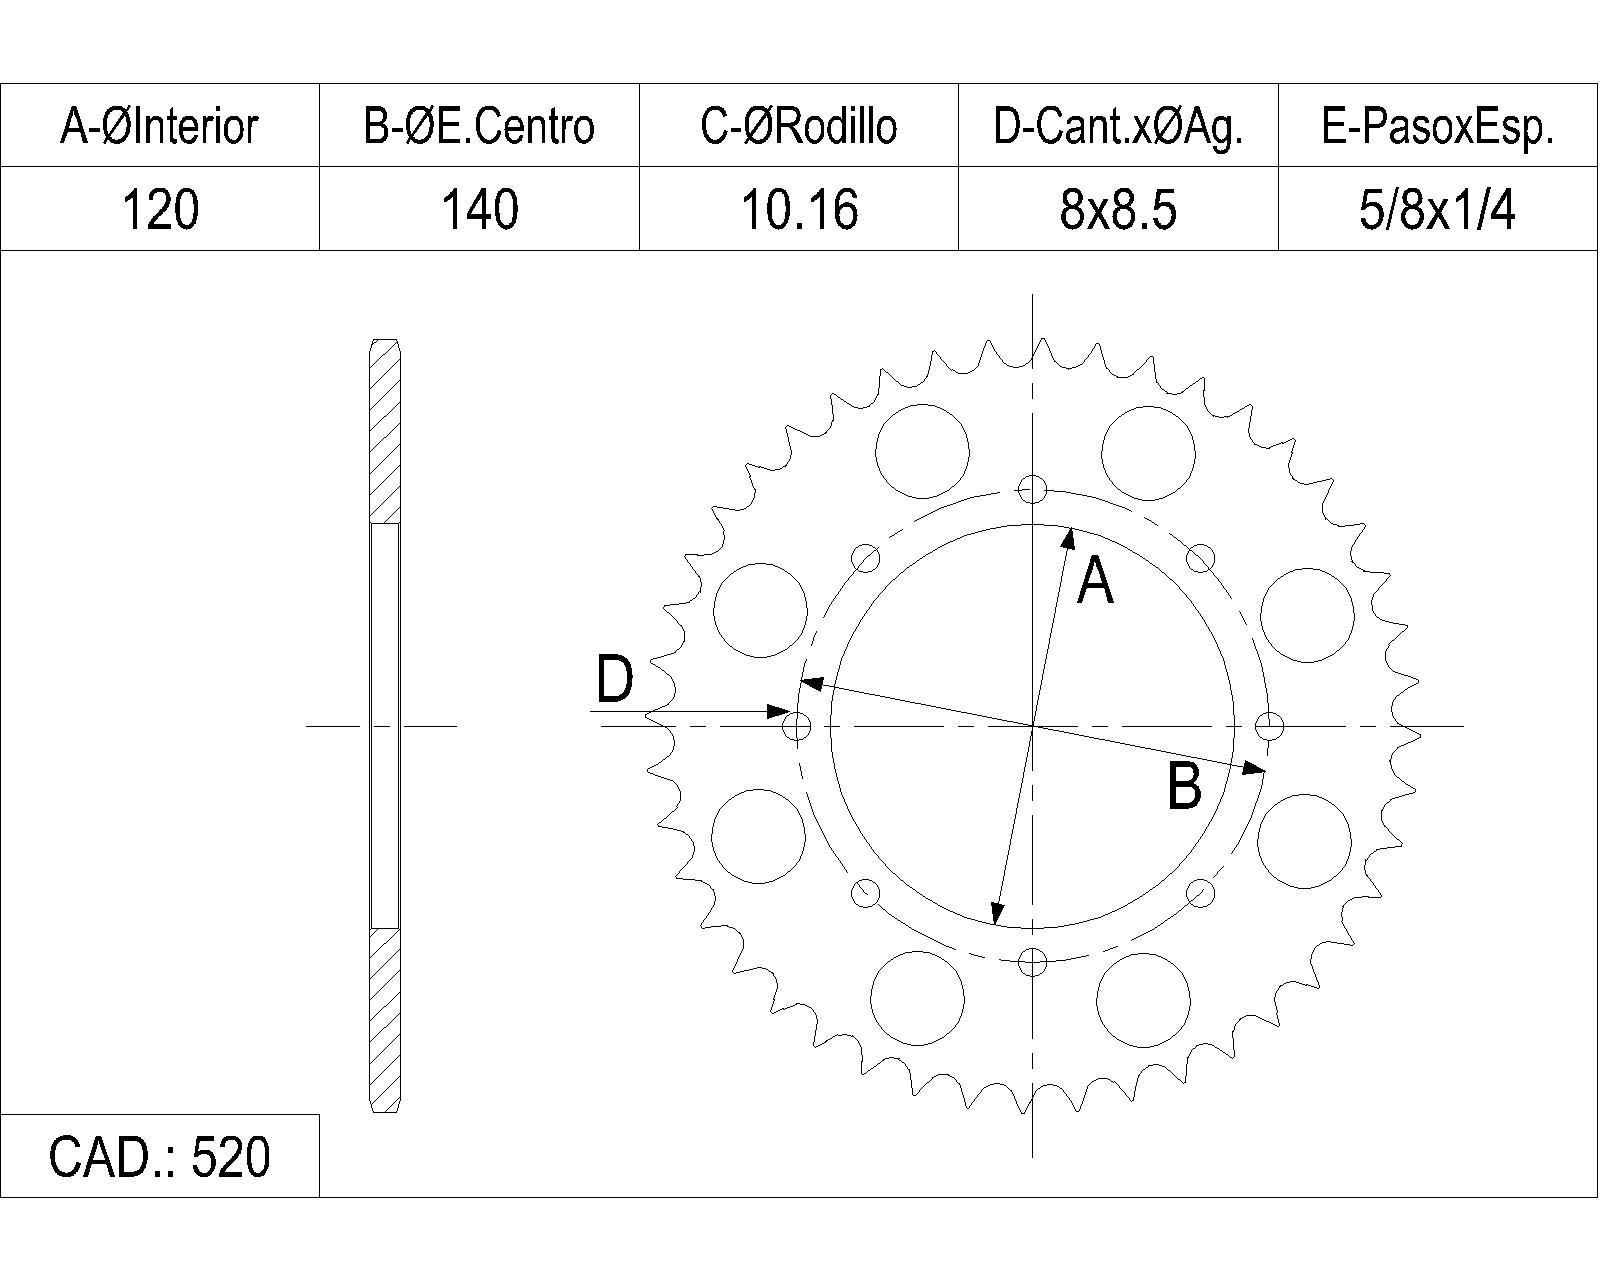 A-ØInterior B-ØE.Centro C-ØRodillo D-Cant.xØAg. E-PasoxEsp.
120 140 10.16 8x8.5 5/8x1/4
A
D
B
CAD.: 520